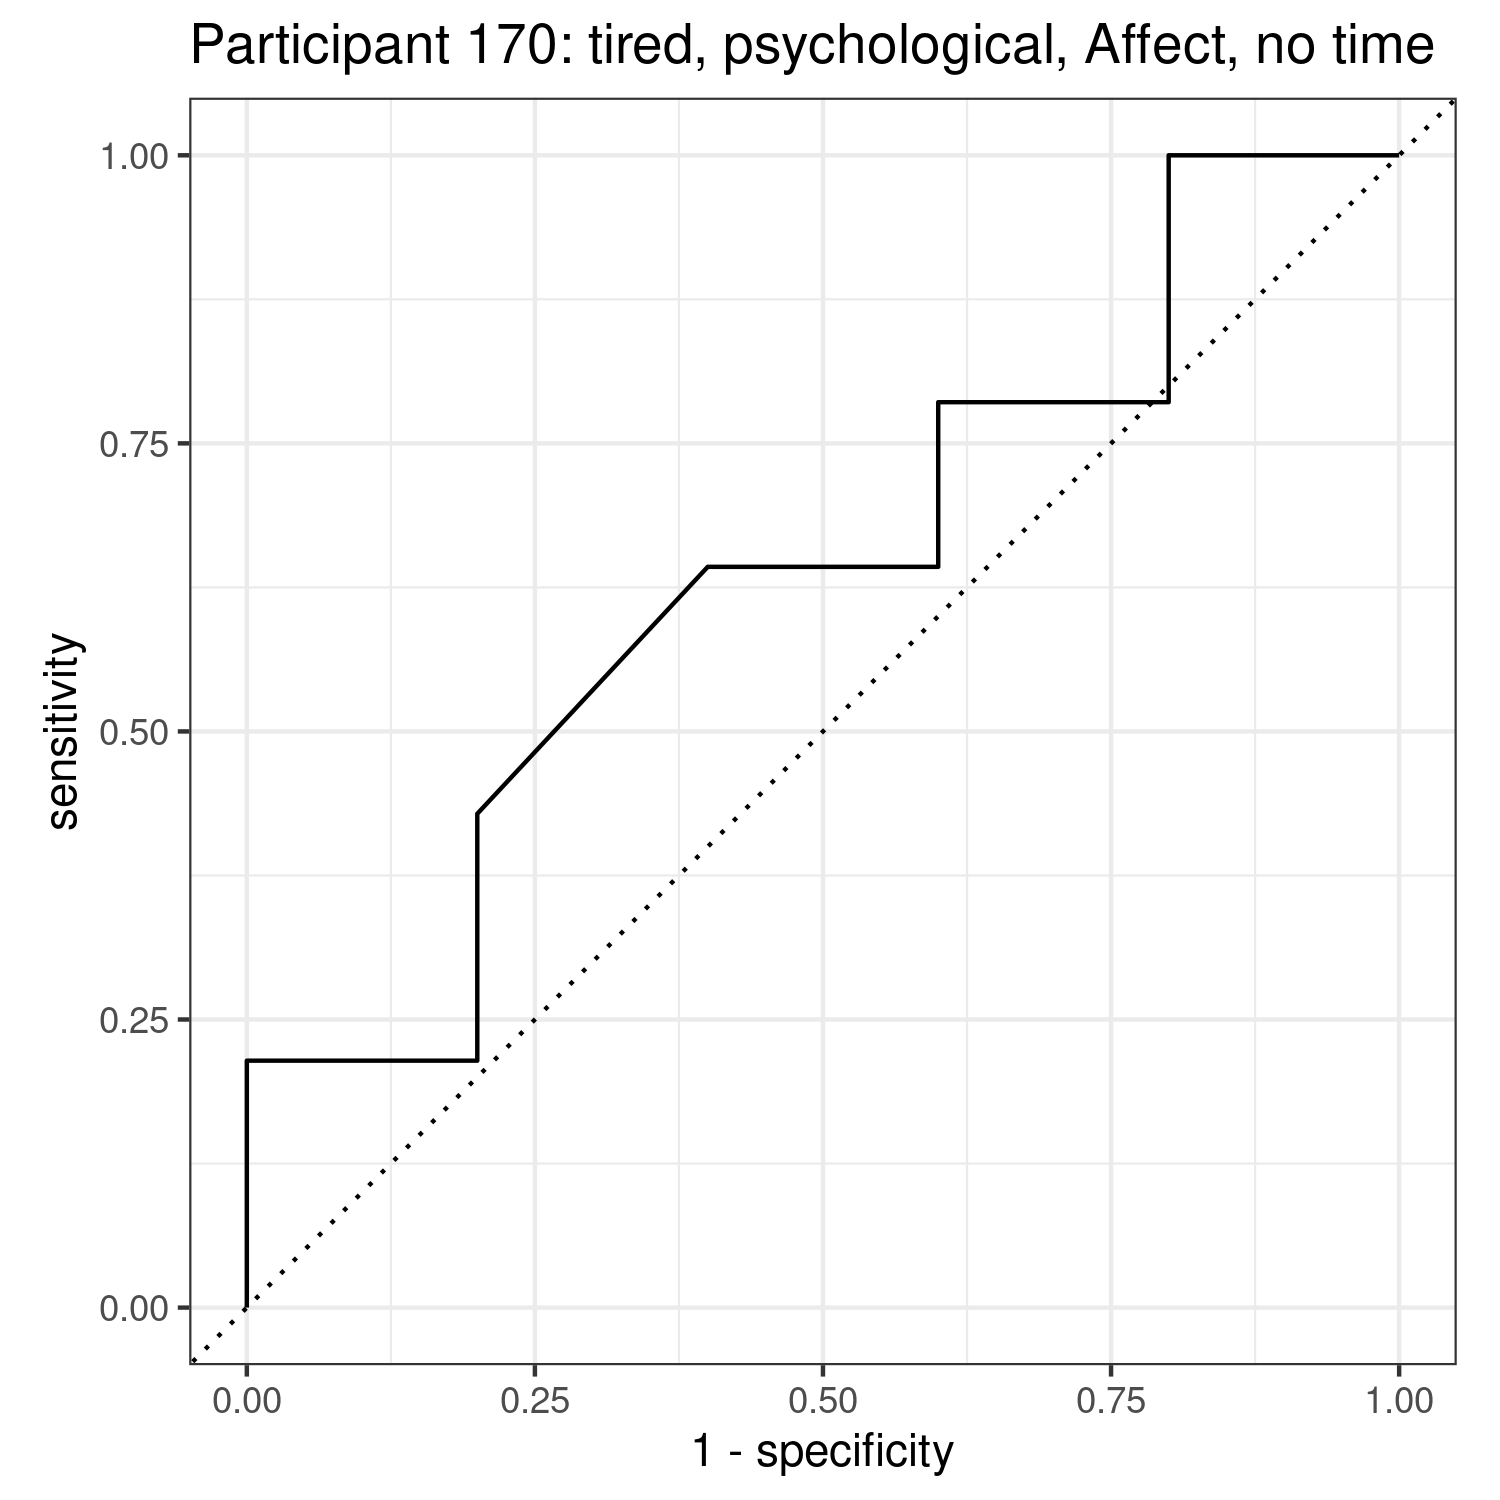 Participant 170: tired, psychological, Affect, no time
1.00
0.75
0.50
0.25
0.00
sensitivity
0.00 0.25 0.50 0.75 1.00
1 - specificity